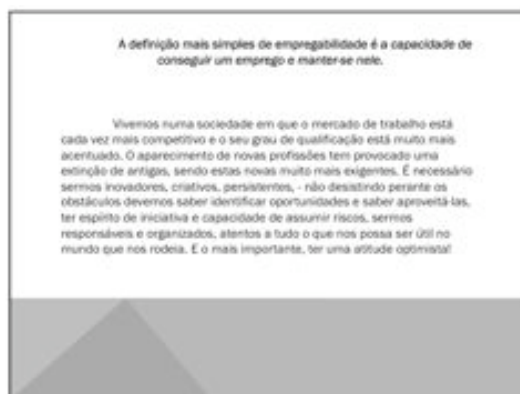 A definição mais simples de empregabilidade é a capacidade de
conseguir um emprego e manter-se nele.
Vivemos numa sociedade em que o mercado de trabalho está
cada vez mais competitivo e o seu grau de qualificação está muito mais
acentuado. O aparecimento de novas profissões tem provocado uma
extinção de antigas, sendo estas novas muito mais exigentes. É necessário
sermos inovadores, criativos, persistentes, - não desistindo perante os
obstáculos devemos saber identificar oportunidades e saber aproveitá-las,
ter espírito de iniciativa e capacidade de assumir riscos, sermos
responsáveis e organizados, atentos a tudo o que nos possa ser útil no
mundo que nos rodeia. E o mais importante, ter uma atitude optimista!